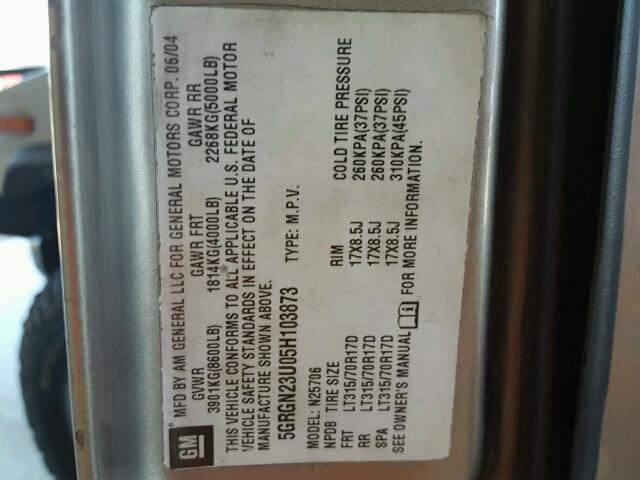 GM
MFD BY AM GENERAL LLC FOR GENERAL MOTORS CORP. 06/04
GVWR GAWR FRT GAWR RR
3901KG(8600LB) 1814KG(4000LB) 2268KG(5000LB)
THIS VEHICLE CONFORMS TO ALL APPLICABLE U.S. FEDERAL MOTOR
VEHICLE SAFETY STANDARDS IN EFFECT ON THE DATE OF
MANUFACTURE SHOWN ABOVE.
5GRGN23U05H103873 TYPE: M.P.V.
MODEL: N25706
NPDB TIRE SIZE RIM COLD TIRE PRESSURE
FRT LT315/70R17D 17X8.5J 260KPA(37PSI)
RR LT315/70R17D 17X8.5J 260KPA(37PSI)
SPA LT315/70R17D 17X8.5J 310KPA(45PSI)
SEE OWNER'S MANUAL FOR MORE INFORMATION.